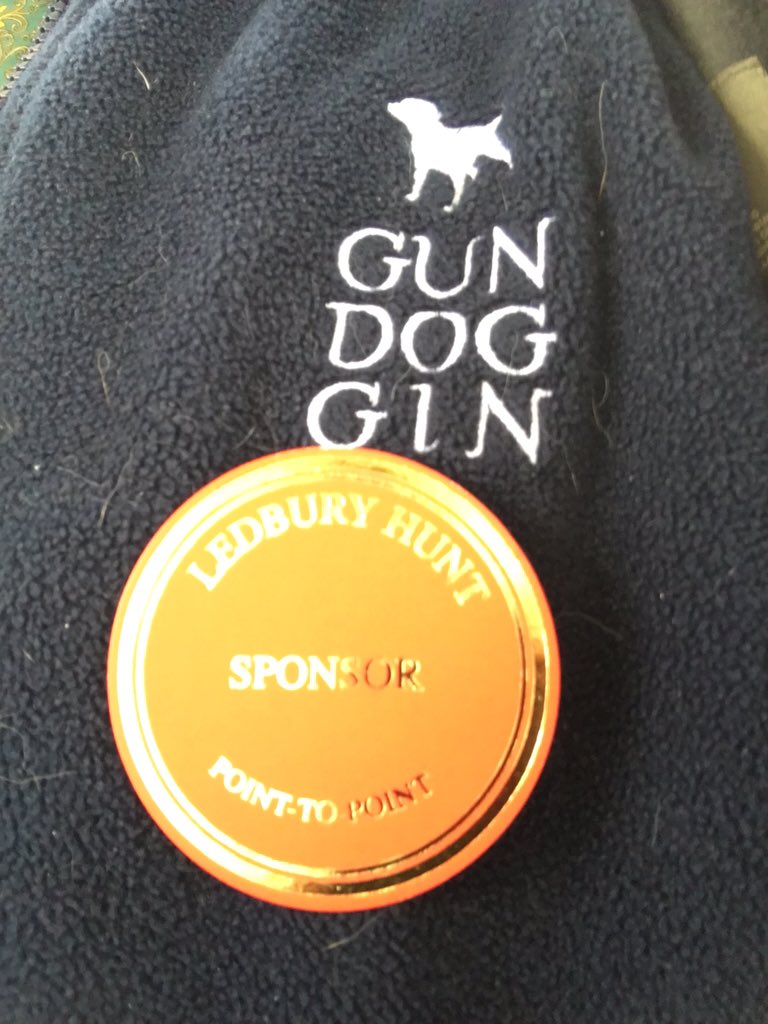 GUN
DOG
GIN
LEDBURY HUNT
SPONSOR
POINT-TO-POINT